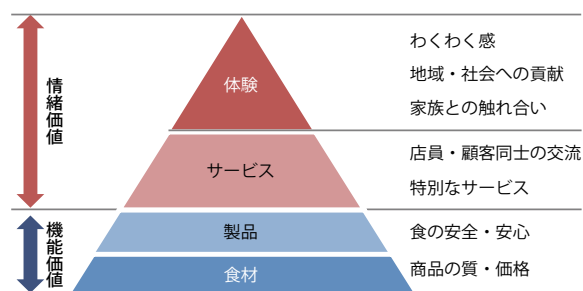 情緒価値
体験
わくわく感
地域・社会への貢献
家族との触れ合い
サービス
店員・顧客同士の交流
特別なサービス
機能価値
製品
食の安全・安心
食材
商品の質・価格